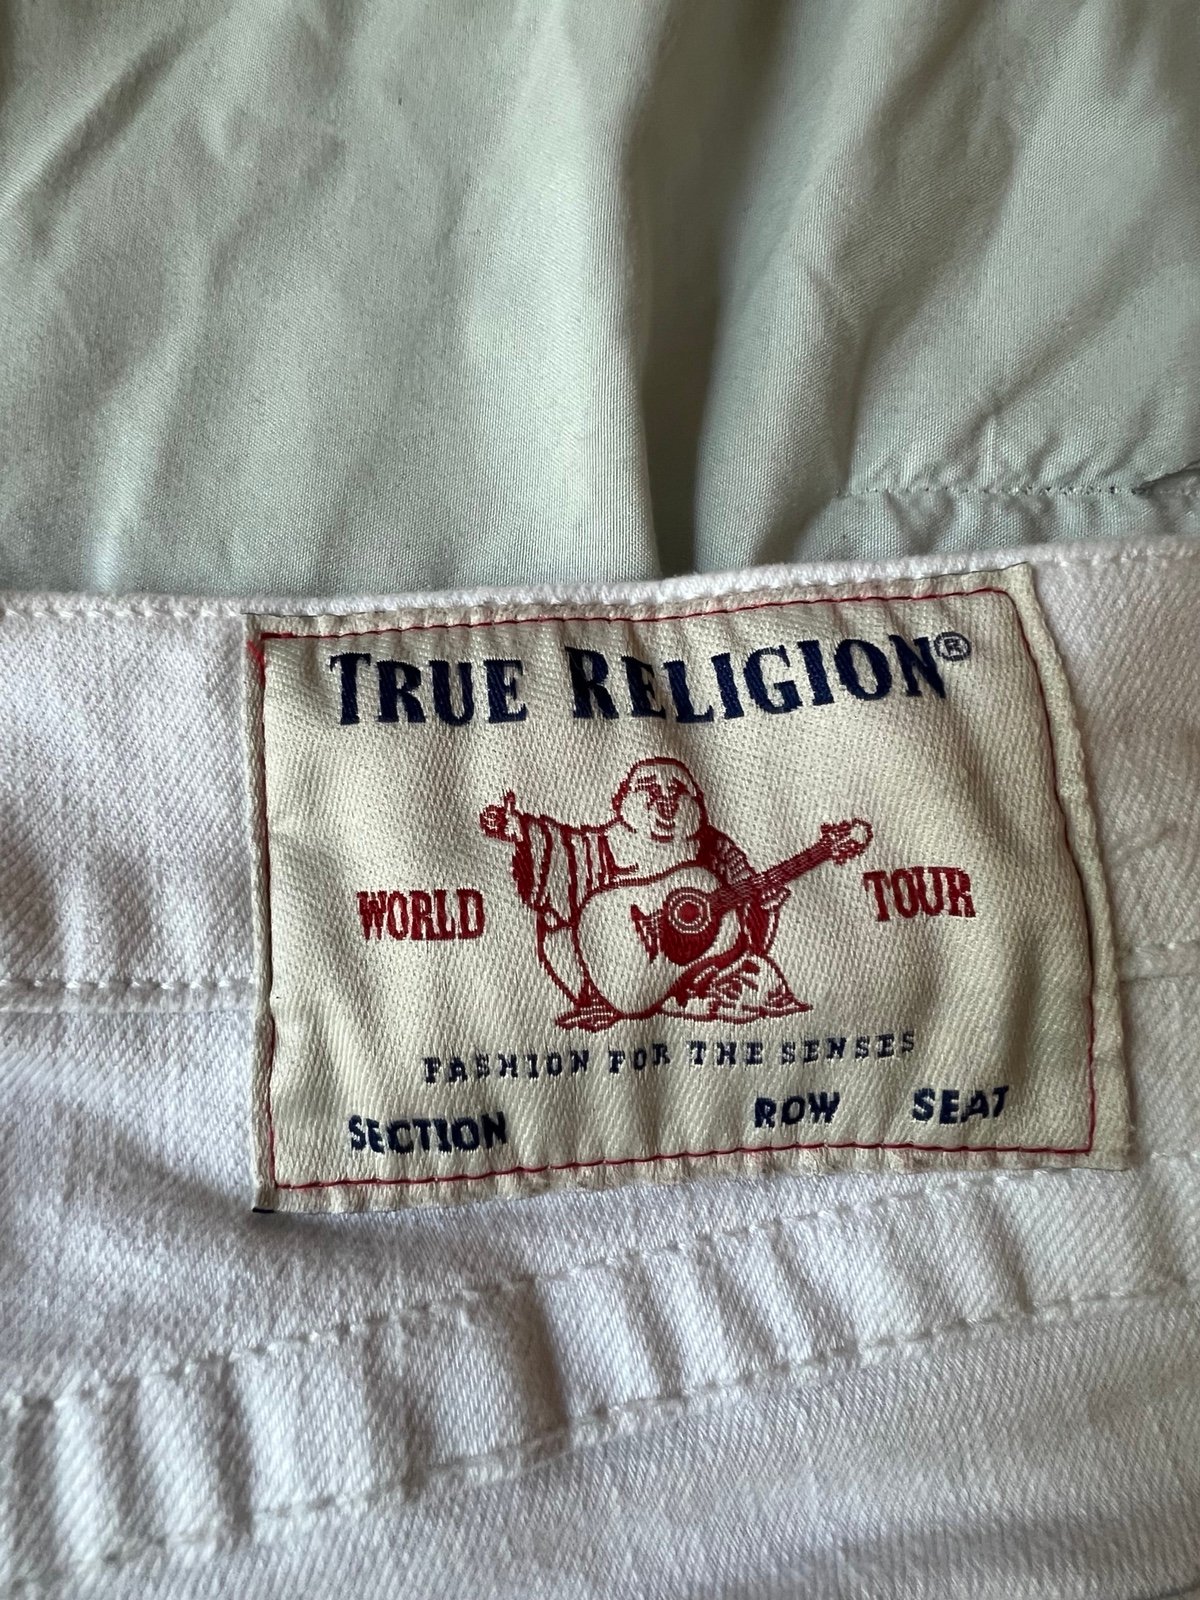 TRUE RELIGION®
WORLD TOUR
FASHION FOR THE SENSES
SECTION ROW SEAT